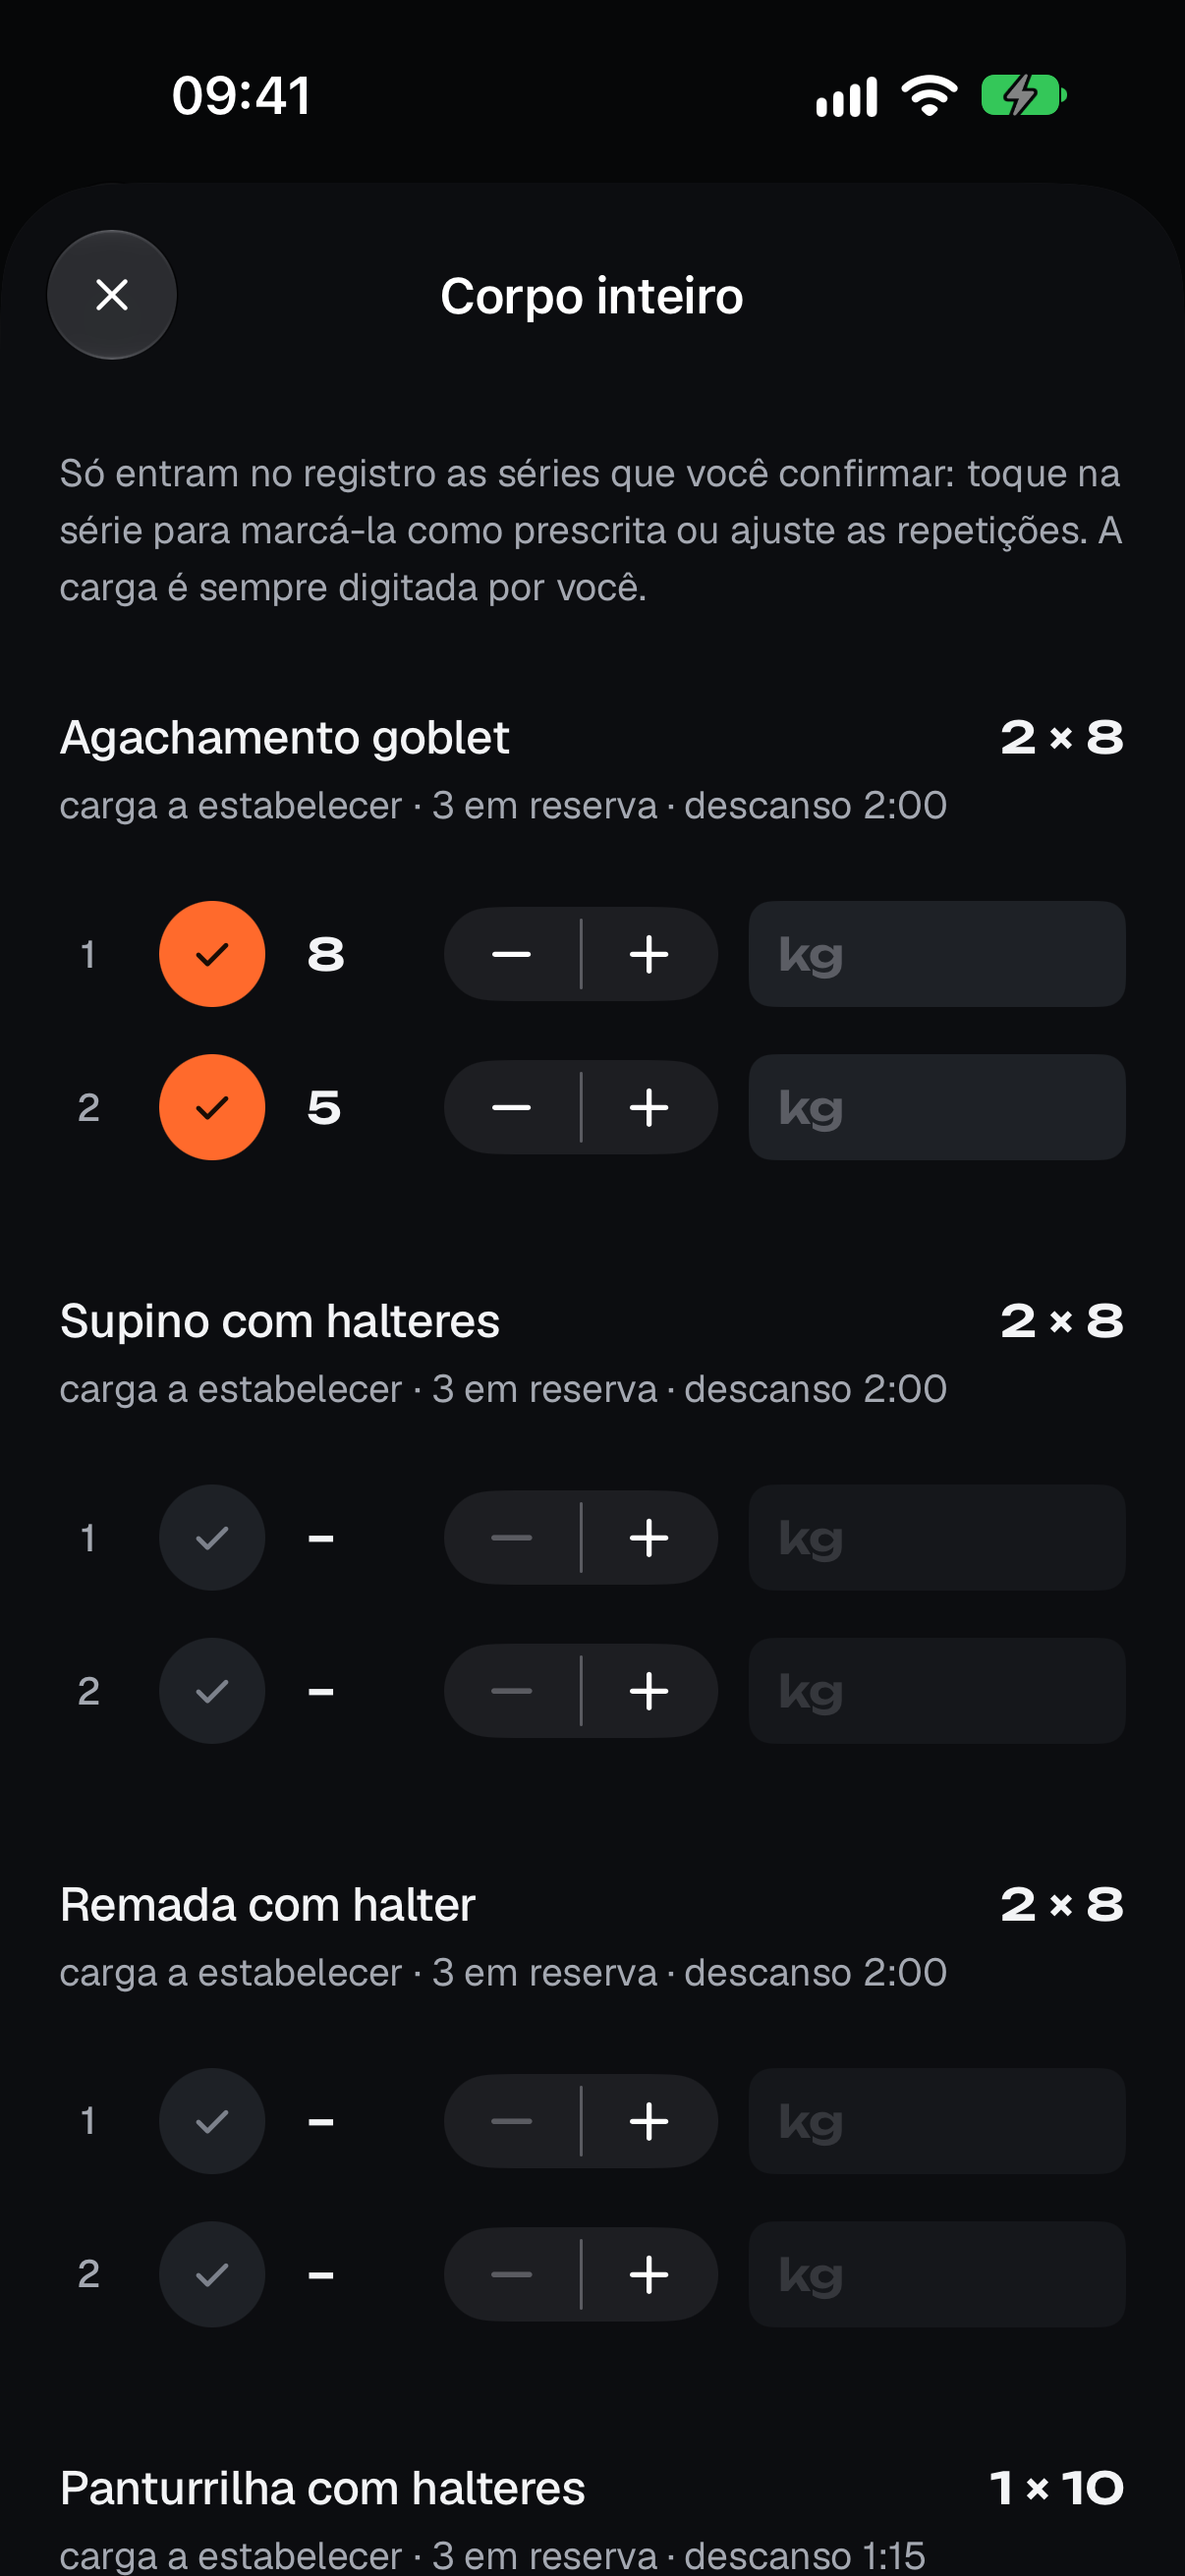 09:41
Corpo inteiro
Só entram no registro as séries que você confirmar: toque na
série para marcá-la como prescrita ou ajuste as repetições. A
carga é sempre digitada por você.
Agachamento goblet 2 × 8
carga a estabelecer · 3 em reserva · descanso 2:00
1 8 kg
2 5 kg
Supino com halteres 2 × 8
carga a estabelecer · 3 em reserva · descanso 2:00
1 – kg
2 – kg
Remada com halter 2 × 8
carga a estabelecer · 3 em reserva · descanso 2:00
1 – kg
2 – kg
Panturrilha com halteres 1 × 10
carga a estabelecer · 3 em reserva · descanso 1:15